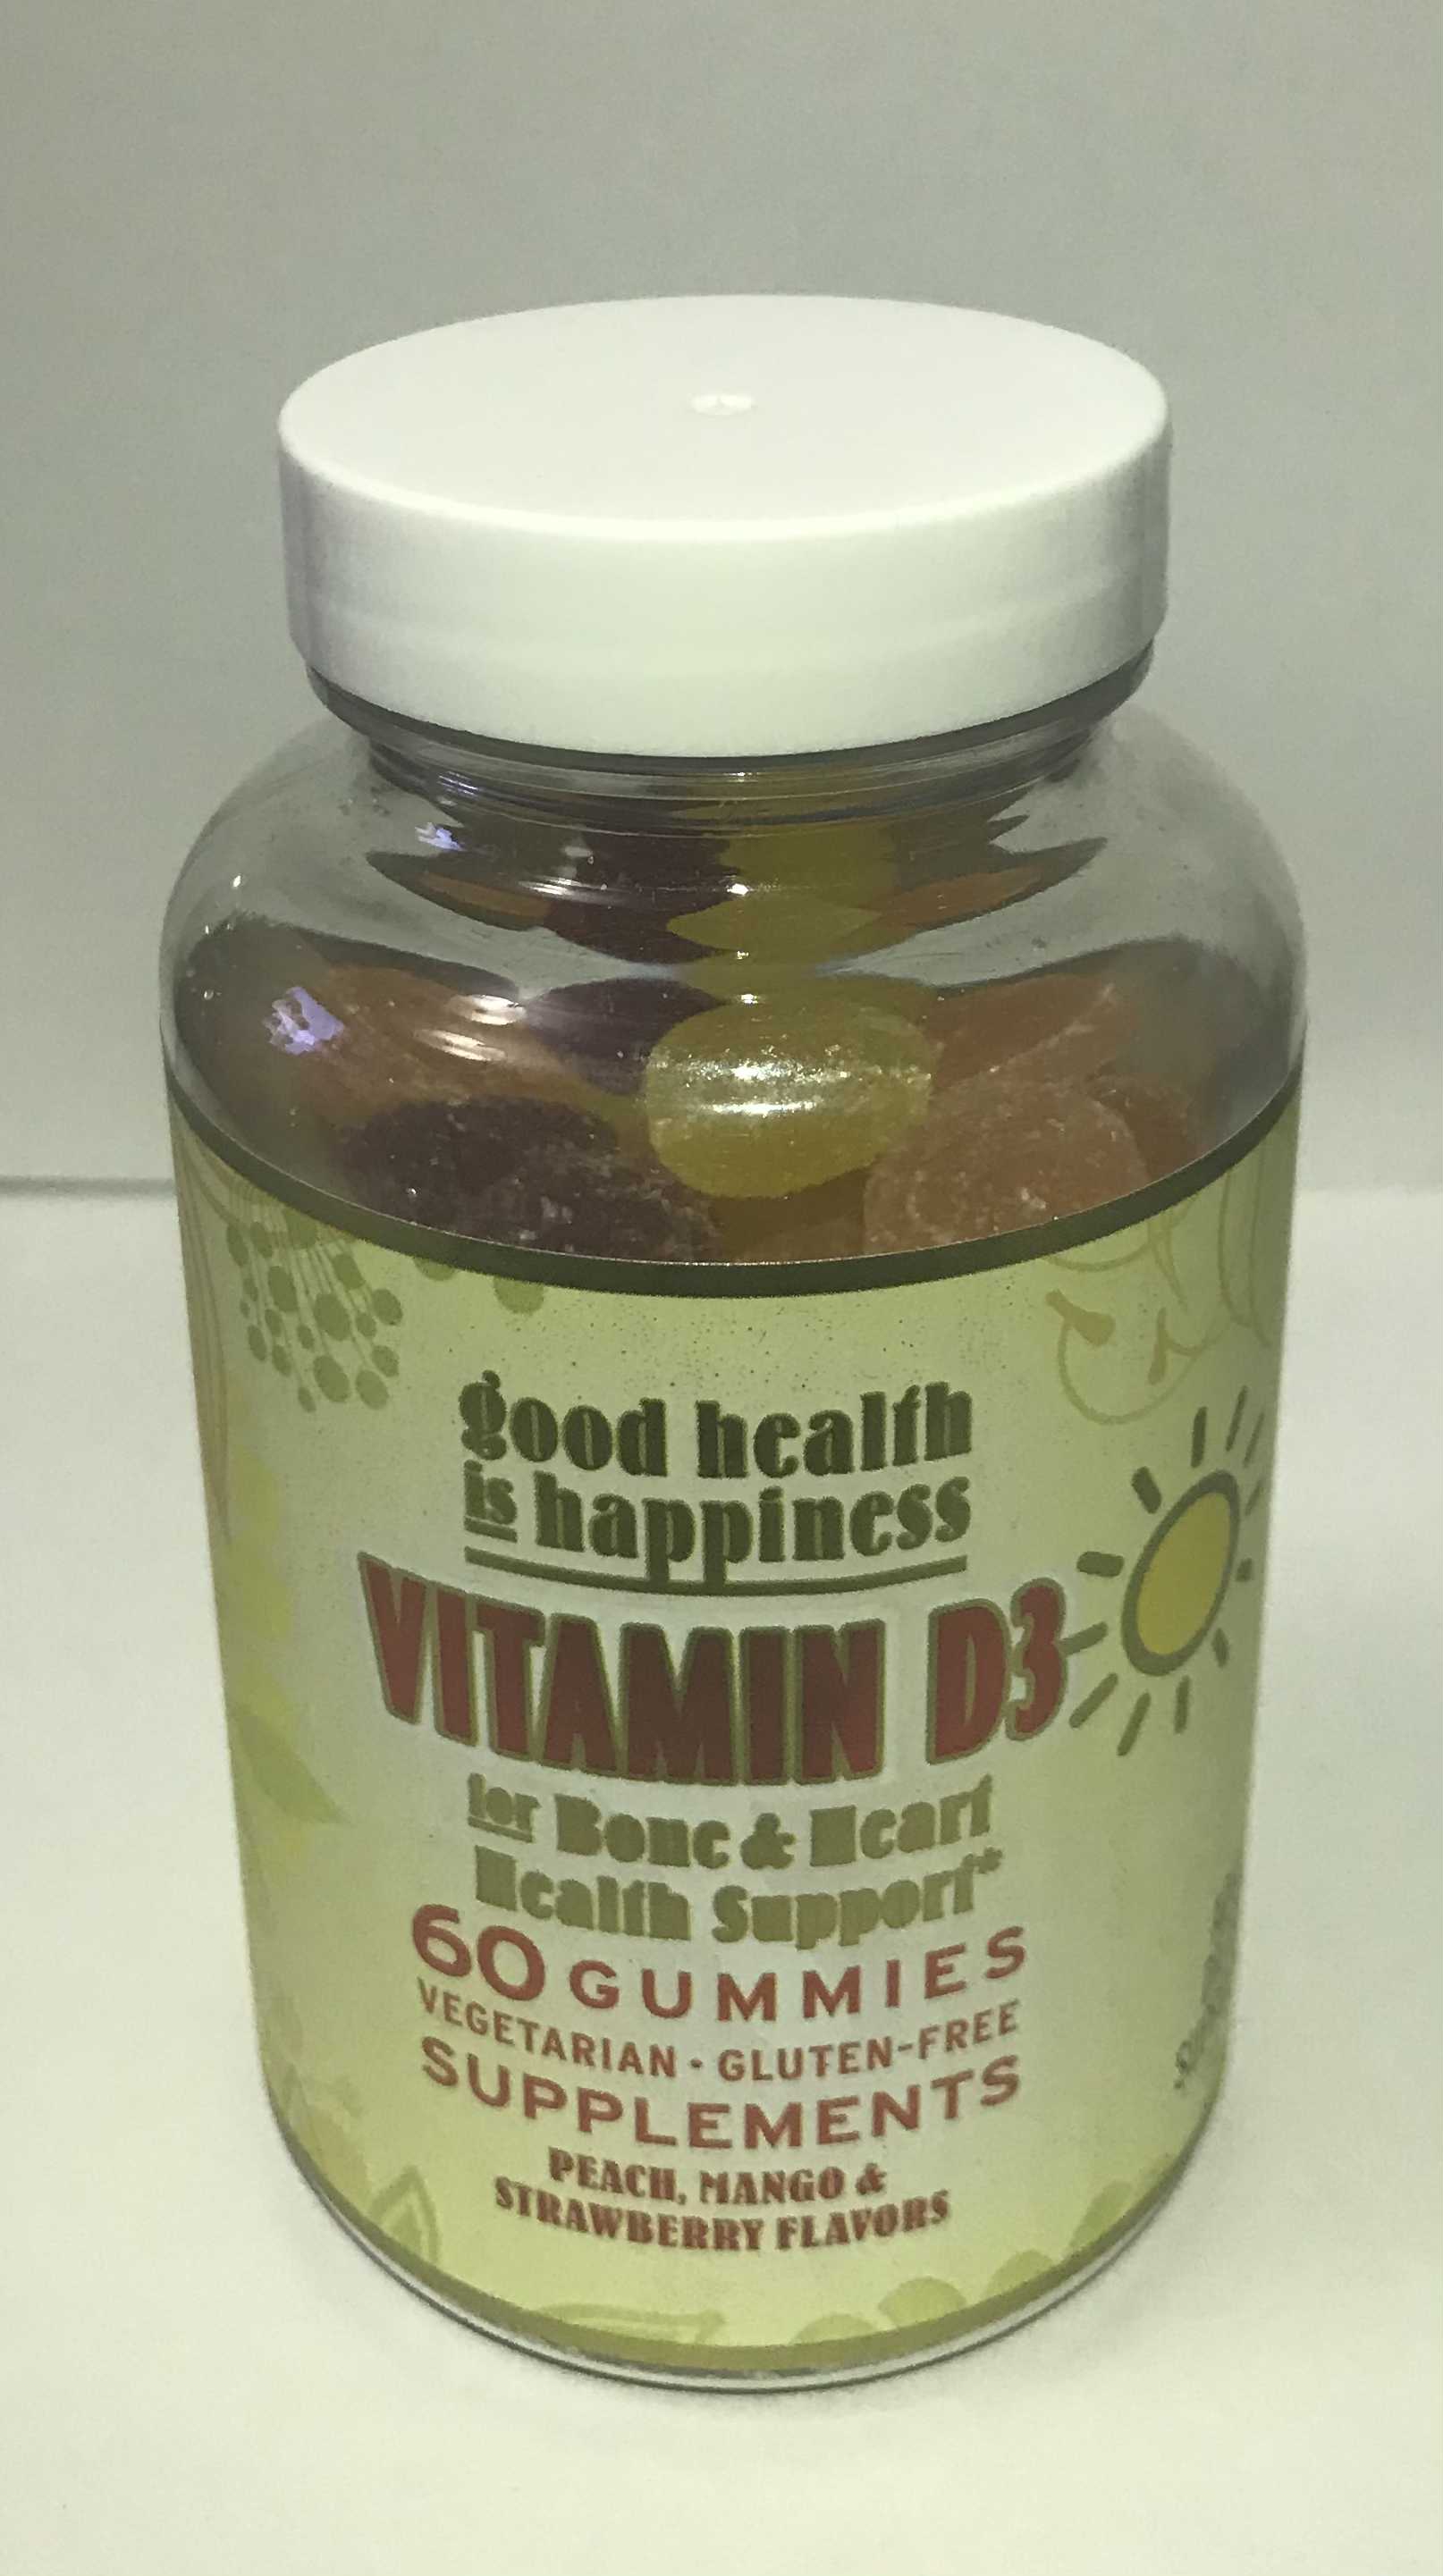 good health
is happiness
VITAMIN D3
for Bone & Heart
Health Support*
60 GUMMIES
VEGETARIAN • GLUTEN-FREE
SUPPLEMENTS
PEACH, MANGO &
STRAWBERRY FLAVORS